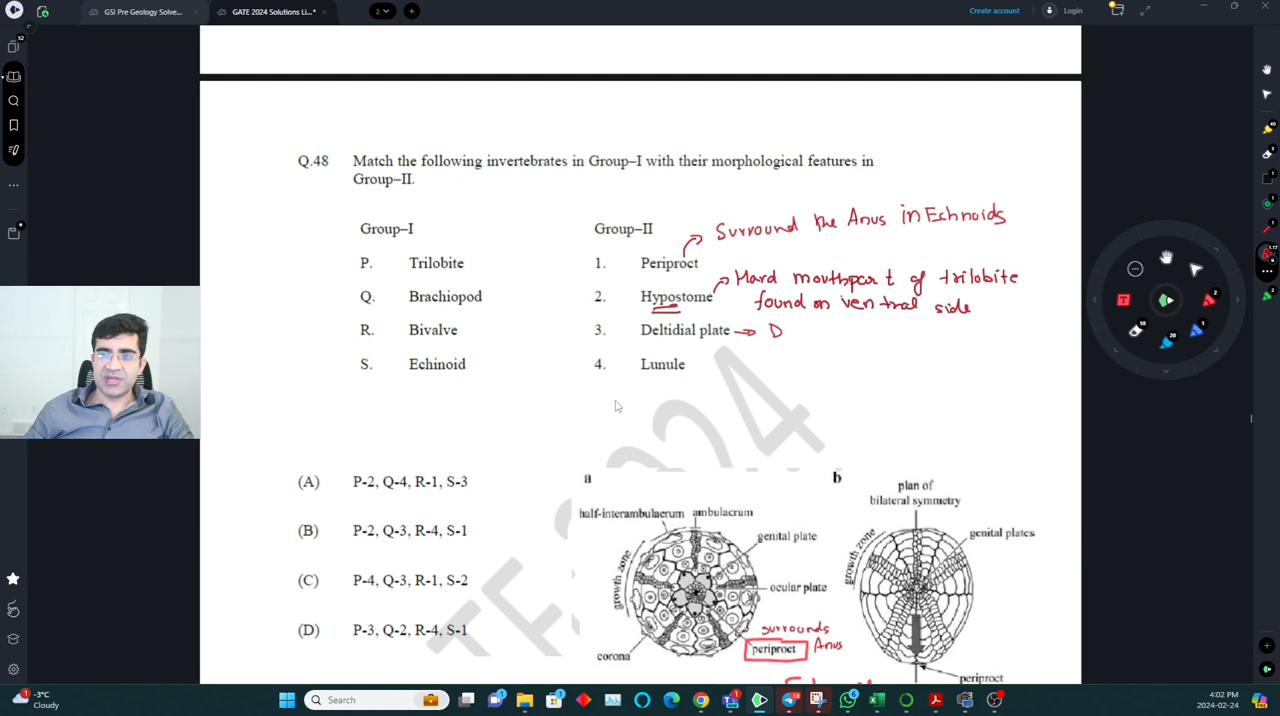 GSI Pre Geology Solve...
GATE 2024 Solutions Li...*
2
Create account
Login
52
Q.48 Match the following invertebrates in Group–I with their morphological features in
Group–II.
Group–I Group–II
Surround the Anus in Echnoids
P. Trilobite 1. Periproct
Hard mouthpart of trilobite
Q. Brachiopod 2. Hypostome
found on ventral side
R. Bivalve 3. Deltidial plate → D
S. Echinoid 4. Lunule
(A) P-2, Q-4, R-1, S-3
(B) P-2, Q-3, R-4, S-1
(C) P-4, Q-3, R-1, S-2
(D) P-3, Q-2, R-4, S-1
a
half-interambulacrum ambulacrum
genital plate
growth zone
ocular plate
surrounds
periproct Anus
corona
b
plan of
bilateral symmetry
genital plates
growth zone
periproct
-3°C
Cloudy
Search
4:02 PM
2024-02-24